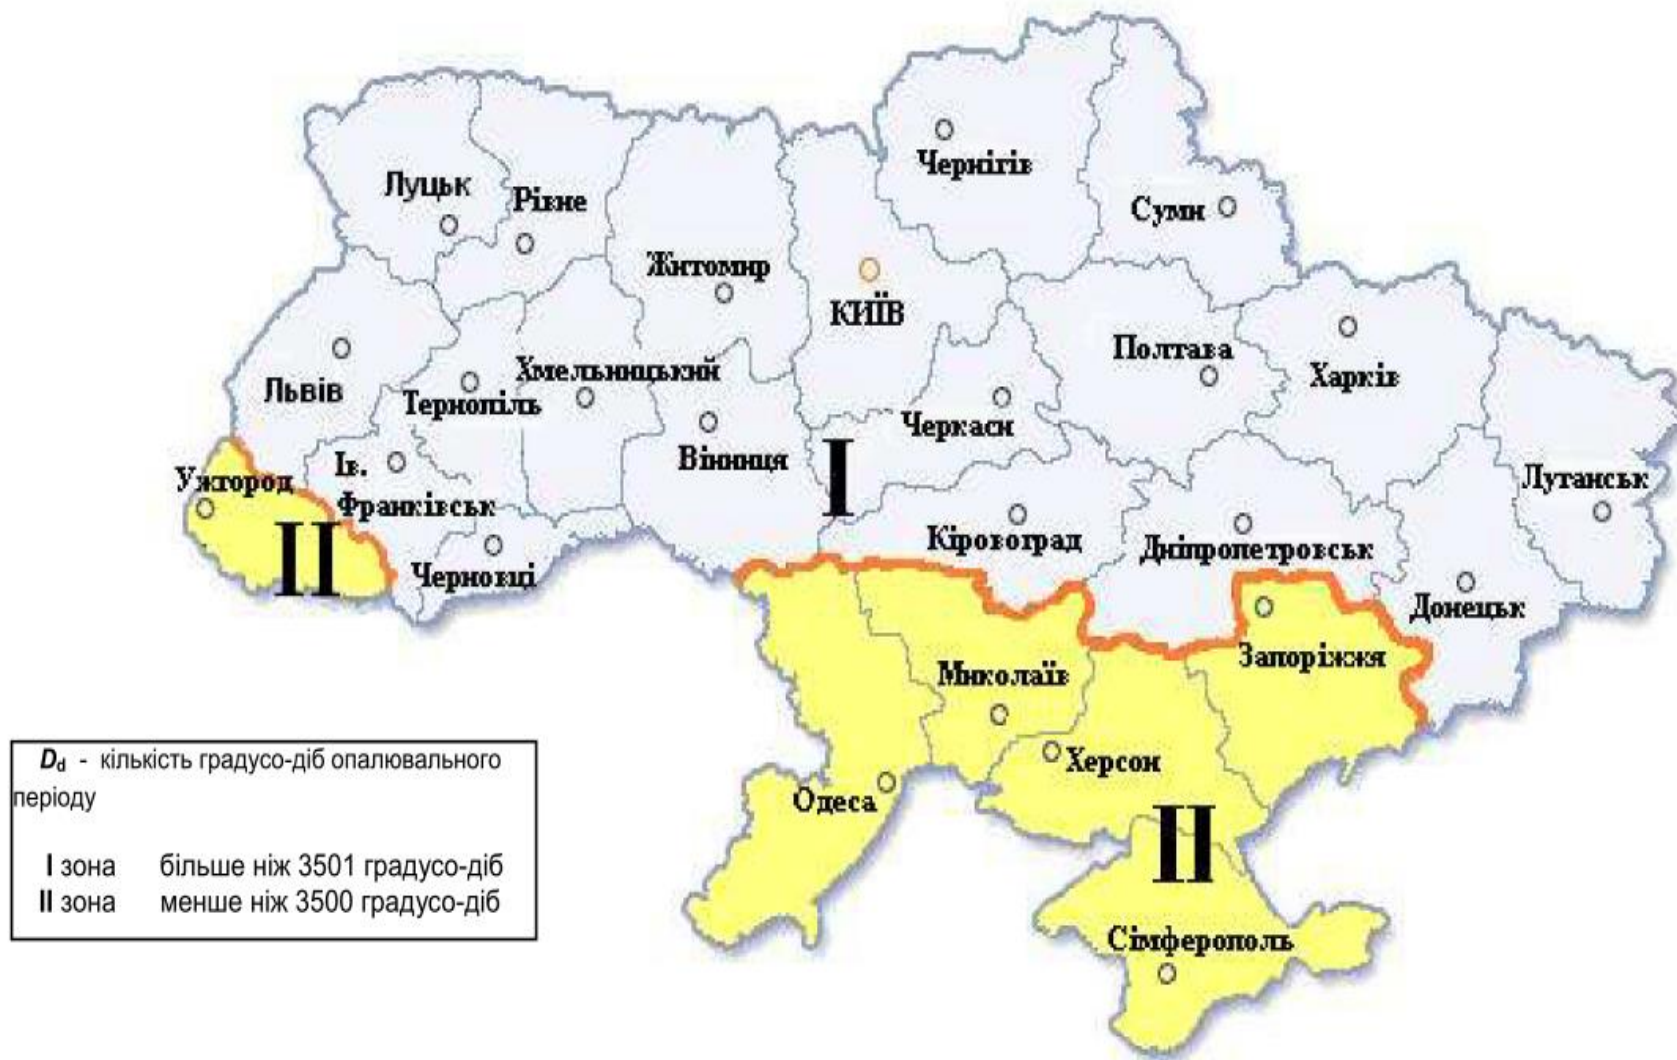 Чернігів
Луцьк
Рівне
Суми
Житомир
КИЇВ
Полтава
Хмельницький
Харків
Львів
Тернопіль
Черкаси
Вінниця
I
Ів.
Франківськ
Ужгород
Лутанськ
II
Кіровоград
Дніпропетровськ
Черновці
Донецьк
Запоріжжя
Миколаїв
Херсон
Одеса
II
Сімферополь
Dd - кількість градусо-діб опалювального
періоду
I зона більше ніж 3501 градусо-діб
II зона менше ніж 3500 градусо-діб